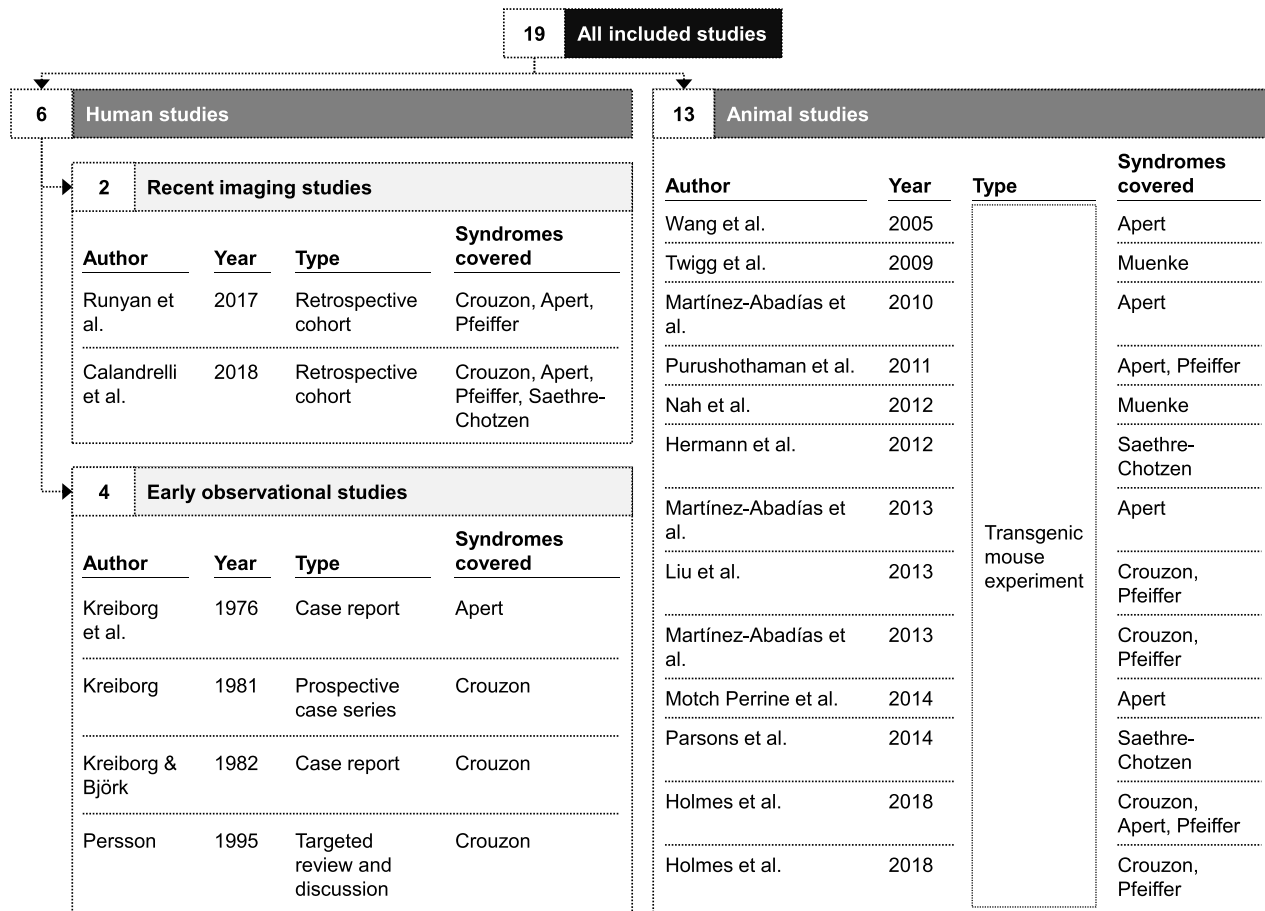 19 All included studies
6 Human studies
2 Recent imaging studies
Syndromes
Author Year Type covered
Runyan et 2017 Retrospective Crouzon, Apert,
al. cohort Pfeiffer
Calandrelli 2018 Retrospective Crouzon, Apert,
et al. cohort Pfeiffer, Saethre-
Chotzen
4 Early observational studies
Syndromes
Author Year Type covered
Kreiborg 1976 Case report Apert
et al.
Kreiborg 1981 Prospective Crouzon
case series
Kreiborg & 1982 Case report Crouzon
Björk
Persson 1995 Targeted Crouzon
review and
discussion
13 Animal studies
Syndromes
Author Year Type covered
Wang et al. 2005 Apert
Twigg et al. 2009 Muenke
Martínez-Abadías et 2010 Apert
al.
Purushothaman et al. 2011 Apert, Pfeiffer
Nah et al. 2012 Muenke
Hermann et al. 2012 Saethre-
Chotzen
Martínez-Abadías et 2013 Apert
al.
Transgenic
mouse
experiment
Liu et al. 2013 Crouzon,
Pfeiffer
Martínez-Abadías et 2013 Crouzon,
al. Pfeiffer
Motch Perrine et al. 2014 Apert
Parsons et al. 2014 Saethre-
Chotzen
Holmes et al. 2018 Crouzon,
Apert, Pfeiffer
Holmes et al. 2018 Crouzon,
Pfeiffer